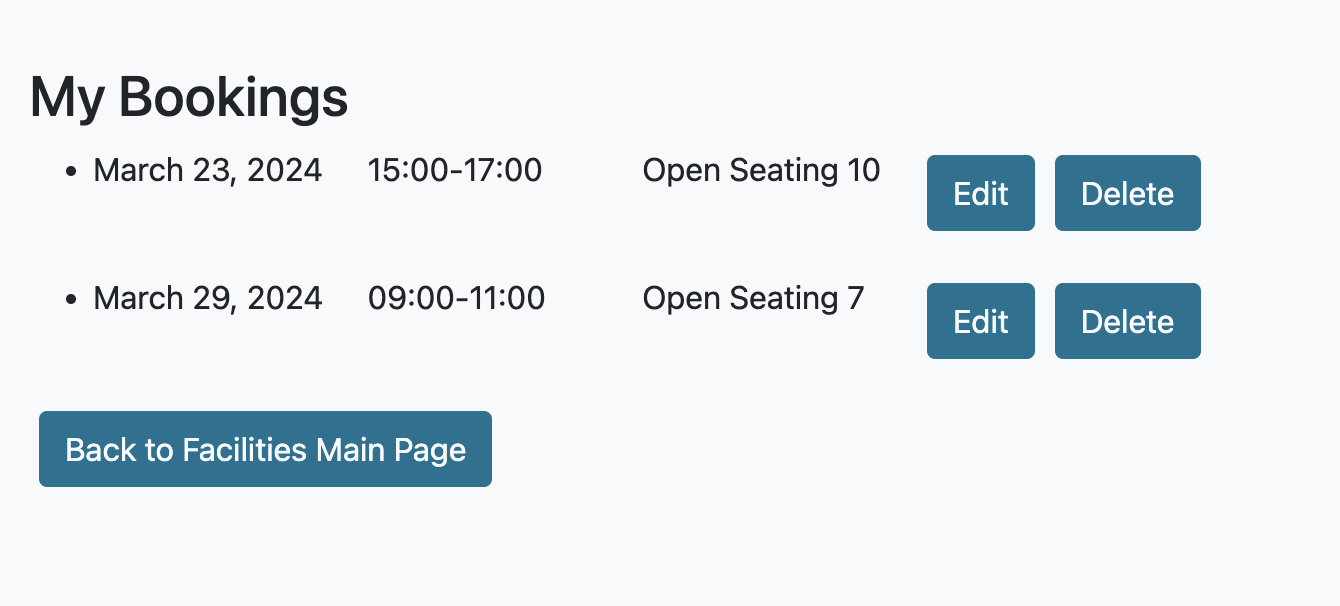 My Bookings
• March 23, 2024 15:00-17:00 Open Seating 10 Edit Delete
• March 29, 2024 09:00-11:00 Open Seating 7 Edit Delete
Back to Facilities Main Page